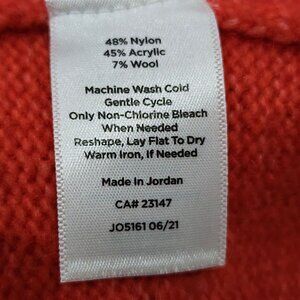 48% Nylon
45% Acrylic
7% Wool
Machine Wash Cold
Gentle Cycle
Only Non-Chlorine Bleach
When Needed
Reshape, Lay Flat To Dry
Warm Iron, If Needed
Made In Jordan
CA# 23147
JO5161 06/21